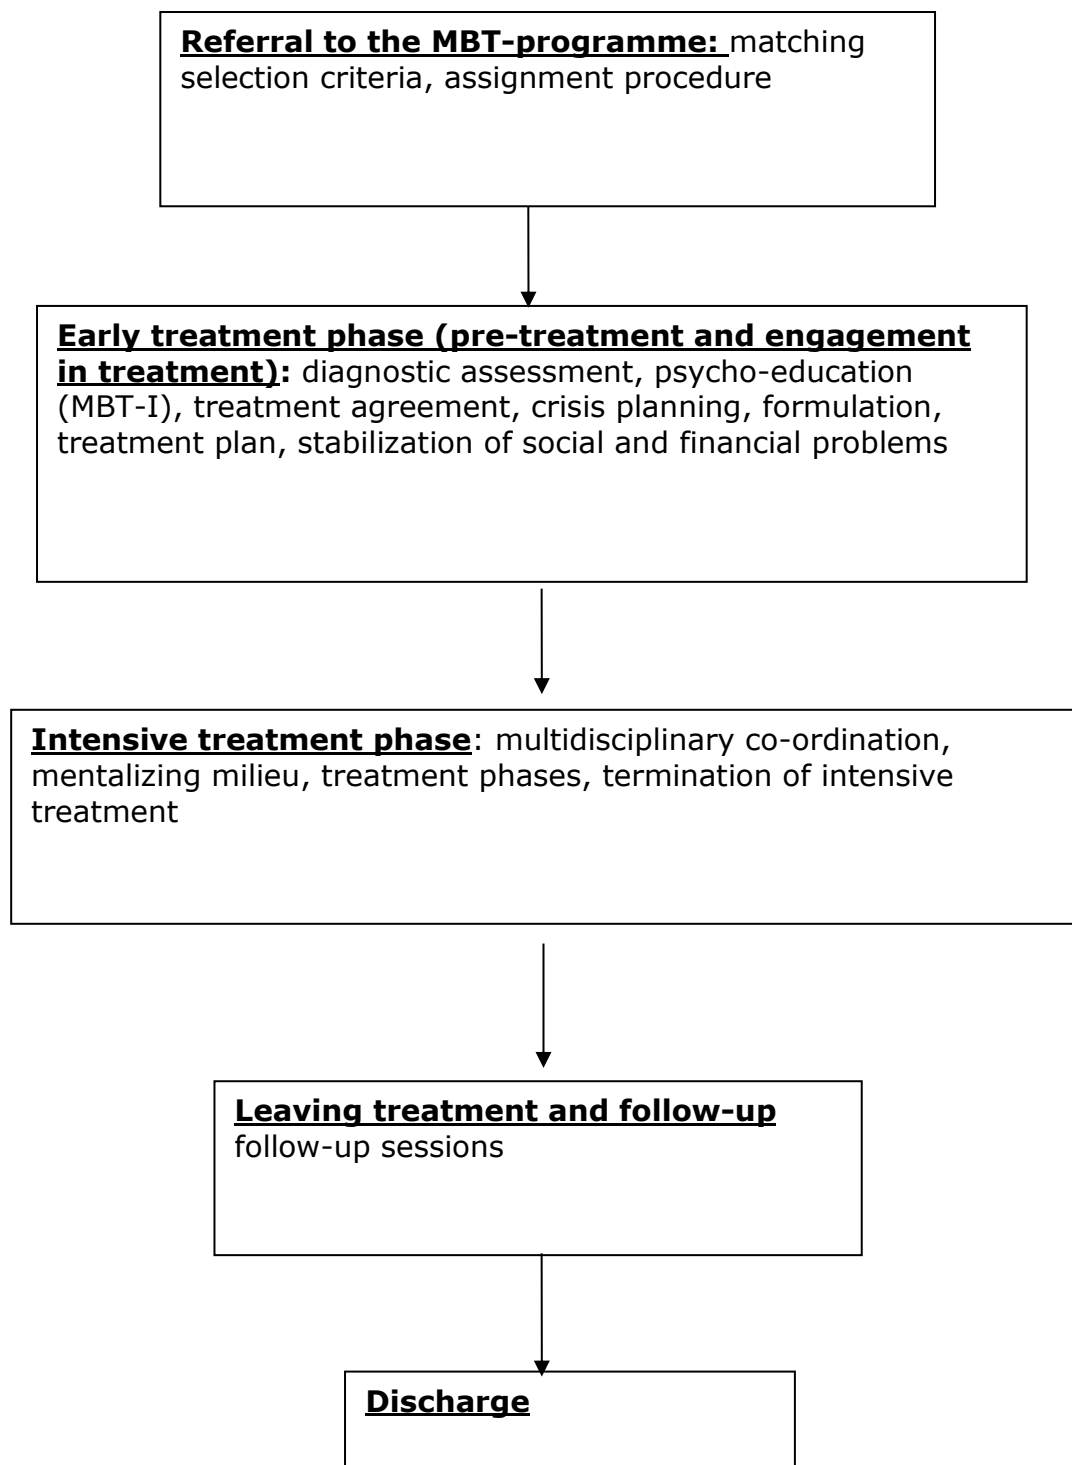 Referral to the MBT-programme: matching
selection criteria, assignment procedure
Early treatment phase (pre-treatment and engagement
in treatment): diagnostic assessment, psycho-education
(MBT-I), treatment agreement, crisis planning, formulation,
treatment plan, stabilization of social and financial problems
Intensive treatment phase: multidisciplinary co-ordination,
mentalizing milieu, treatment phases, termination of intensive
treatment
Leaving treatment and follow-up
follow-up sessions
Discharge